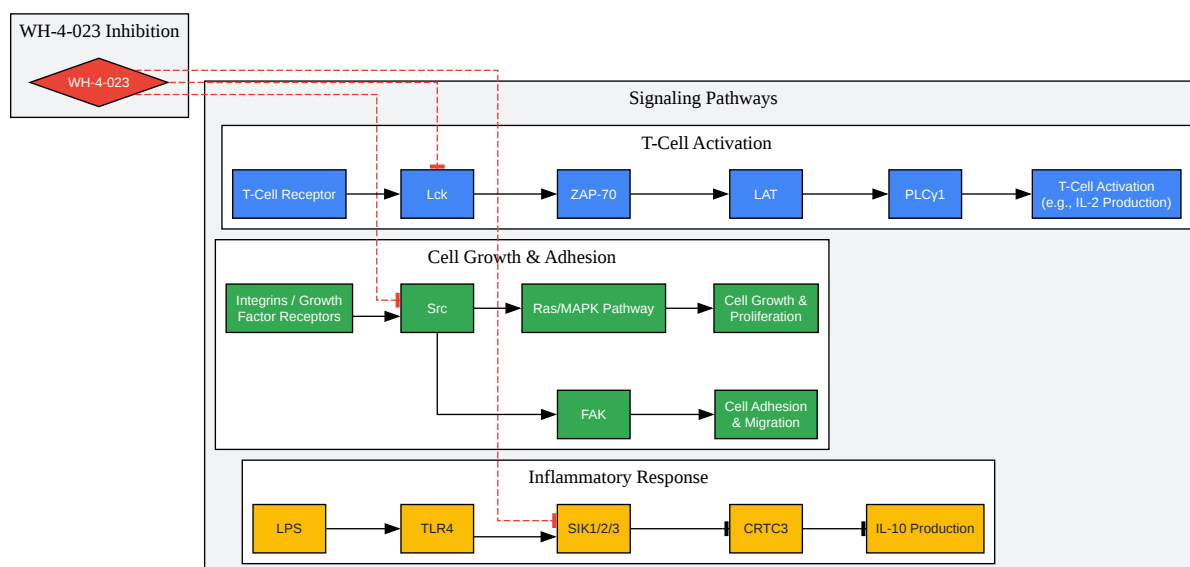 WH-4-023 Inhibition
WH-4-023
Signaling Pathways
T-Cell Activation
T-Cell Receptor
Lck
ZAP-70
LAT
PLCγ1
T-Cell Activation
(e.g., IL-2 Production)
Cell Growth & Adhesion
Integrins / Growth
Factor Receptors
Src
Ras/MAPK Pathway
Cell Growth &
Proliferation
FAK
Cell Adhesion
& Migration
Inflammatory Response
LPS
TLR4
SIK1/2/3
CRTC3
IL-10 Production